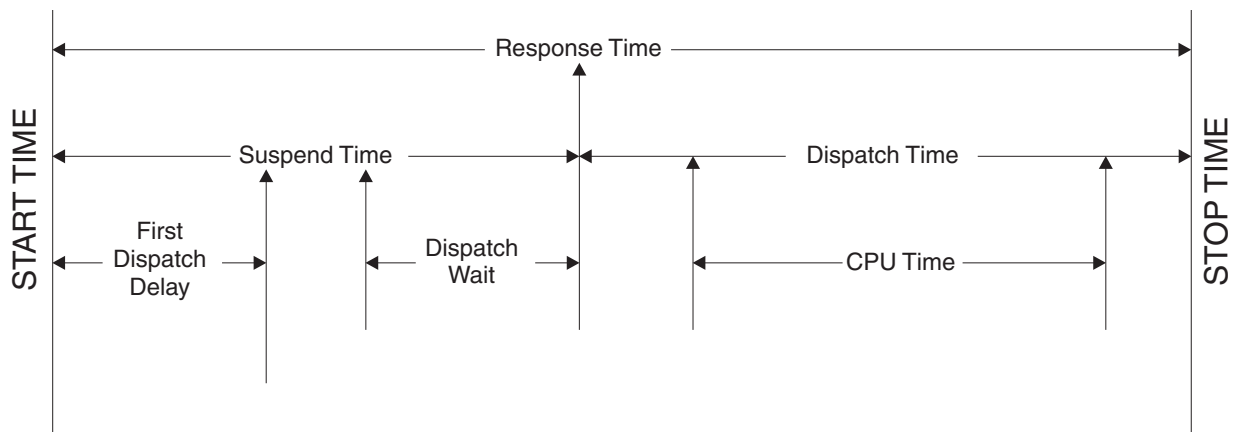 Response Time
START TIME
Suspend Time
Dispatch Time
STOP TIME
First
Dispatch
Delay
Dispatch
Wait
CPU Time